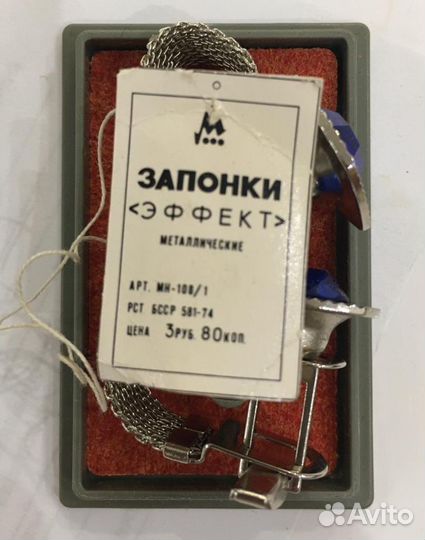 М
ЗАПОНКИ
<ЭФФЕКТ>
МЕТАЛЛИЧЕСКИЕ
АРТ. МН-108/1
РСТ БССР 581-74
ЦЕНА 3РУБ. 80КОП.
Avito